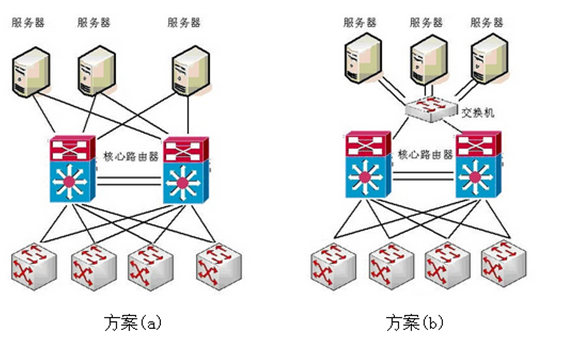 服务器 服务器 服务器 服务器 服务器 服务器
交换机
核心路由器 核心路由器
方案(a) 方案(b)